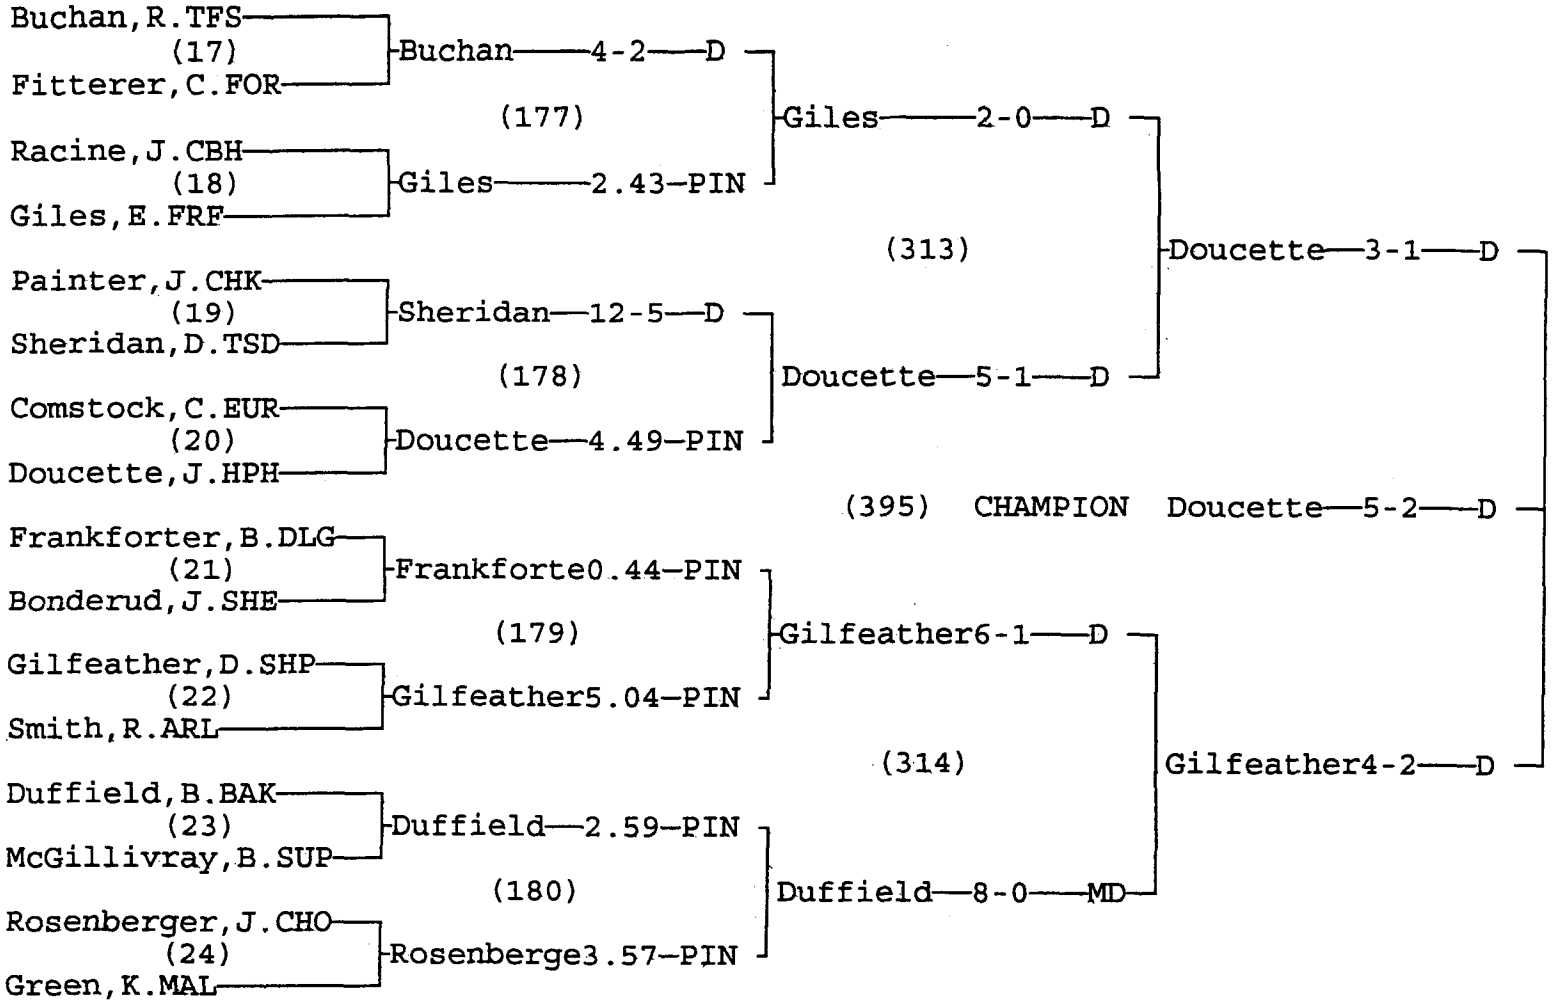 Buchan,R.TFS
(17) Buchan 4-2 D
Fitterer,C.FOR
(177) Giles 2-0 D
Racine,J.CBH
(18) Giles 2.43 PIN
Giles,E.FRF
(313) Doucette 3-1 D
Painter,J.CHK
(19) Sheridan 12-5 D
Sheridan,D.TSD
(178) Doucette 5-1 D
Comstock,C.EUR
(20) Doucette 4.49 PIN
Doucette,J.HPH
(395) CHAMPION Doucette 5-2 D
Frankforter,B.DLG
(21) Frankforte0.44 PIN
Bonderud,J.SHE
(179) Gilfeather6-1 D
Gilfeather,D.SHP
(22) Gilfeather5.04 PIN
Smith,R.ARL
(314) Gilfeather4-2 D
Duffield,B.BAK
(23) Duffield 2.59 PIN
McGillivray,B.SUP
(180) Duffield 8-0 MD
Rosenberger,J.CHO
(24) Rosenberge3.57 PIN
Green,K.MAL